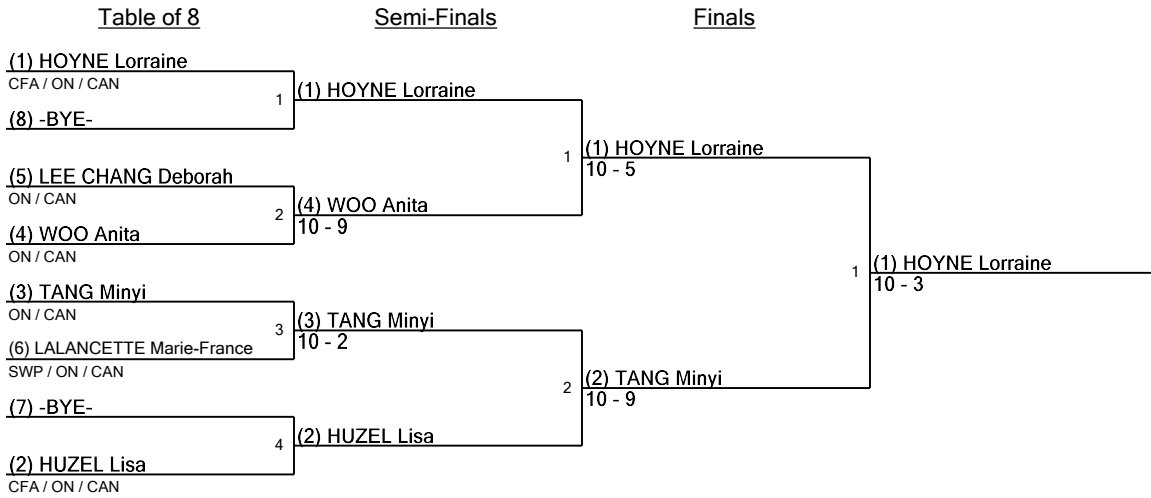 Table of 8
Semi-Finals
Finals
(1) HOYNE Lorraine
CFA / ON / CAN
1
(8) -BYE-
(5) LEE CHANG Deborah
ON / CAN
2
(4) WOO Anita
ON / CAN
(3) TANG Minyi
ON / CAN
3
(6) LALANCETTE Marie-France
SWP / ON / CAN
(7) -BYE-
4
(2) HUZEL Lisa
CFA / ON / CAN
(1) HOYNE Lorraine
1
(4) WOO Anita
10 - 9
(3) TANG Minyi
10 - 2
2
(2) HUZEL Lisa
(1) HOYNE Lorraine
10 - 5
1
(2) TANG Minyi
10 - 9
(1) HOYNE Lorraine
10 - 3